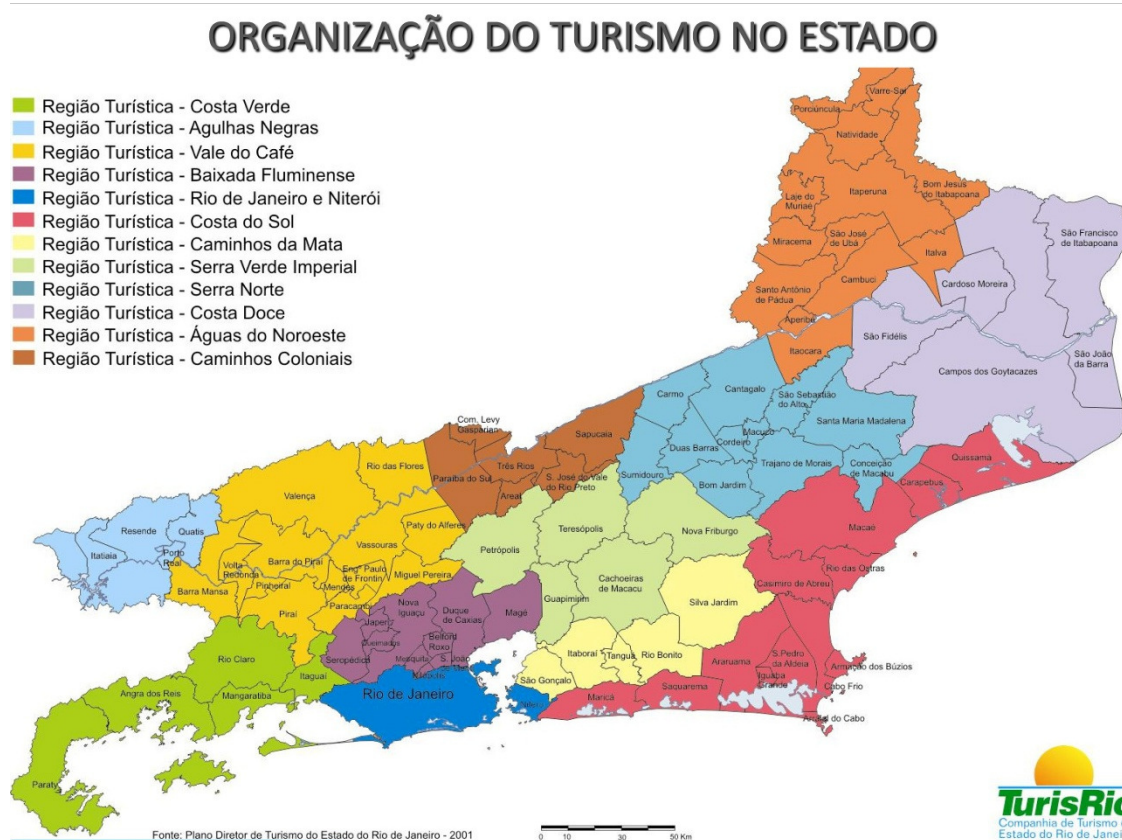 ORGANIZAÇÃO DO TURISMO NO ESTADO
Região Turística - Costa Verde
Região Turística - Agulhas Negras
Região Turística - Vale do Café
Região Turística - Baixada Fluminense
Região Turística - Rio de Janeiro e Niterói
Região Turística - Costa do Sol
Região Turística - Caminhos da Mata
Região Turística - Serra Verde Imperial
Região Turística - Serra Norte
Região Turística - Costa Doce
Região Turística - Águas do Noroeste
Região Turística - Caminhos Coloniais
Varre-Sai
Porciúncula
Natividade
Itaperuna
Bom Jesus
do Itabapoana
Laje do
Muriaé
São Francisco
de Itabapoana
Miracema
São José
de Ubá
Italva
Cambuci
Cardoso Moreira
Santo Antônio
de Pádua
Aperibé
São Fidélis
Itaocara
São João
da Barra
Campos dos Goytacazes
Carmo
Cantagalo
São Sebastião
do Alto
Santa Maria Madalena
Macuco
Cordeiro
Duas Barras
Trajano de Morais
Conceição
de Macabu
Sumidouro
Bom Jardim
Com. Levy
Gasparian
Sapucaia
Três Rios
Paraíba do Sul
S. José do Vale
do Rio Preto
Areal
Quissamã
Carapebus
Macaé
Rio das Ostras
Casimiro de Abreu
Rio das Flores
Valença
Paty do Alferes
Vassouras
Resende
Quatis
Itatiaia
Porto
Real
Volta
Redonda
Barra do Piraí
Engº Paulo
de Frontin
Miguel Pereira
Barra Mansa
Pinheiral
Mendes
Piraí
Paracambi
Teresópolis
Nova Friburgo
Petrópolis
Cachoeiras
de Macacu
Guapimirim
Silva Jardim
Nova
Iguaçu
Duque
de Caxias
Magé
Japeri
Queimados
Belford
Roxo
Seropédica
Mesquita
S. João
Itaboraí
Tanguá
Rio Bonito
São Gonçalo
Araruama
S.Pedro
da Aldeia
Iguaba
Grande
Armação dos Búzios
Cabo Frio
Arraial do Cabo
Maricá
Saquarema
Rio Claro
Itaguaí
Angra dos Reis
Mangaratiba
Rio de Janeiro
Paraty
Fonte: Plano Diretor de Turismo do Estado do Rio de Janeiro - 2001
0 10 20 30 50 Km
TurisRio
Companhia de Turismo
Estado do Rio de Janei